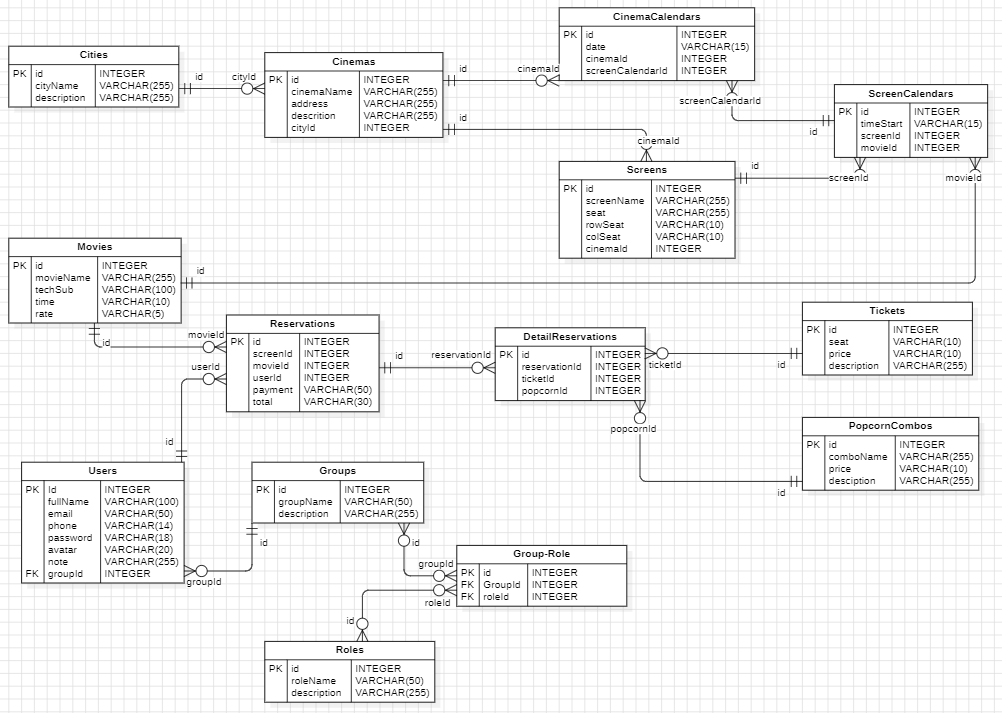 CinemaCalendars
PK id INTEGER
date VARCHAR(15)
cinemaId INTEGER
screenCalendarId INTEGER
Cities
PK id INTEGER
cityName VARCHAR(255)
description VARCHAR(255)
id
cityId
Cinemas
PK id INTEGER
cinemaName VARCHAR(255)
address VARCHAR(255)
descrition VARCHAR(255)
cityId INTEGER
id
cinemaId
id
cinemaId
screenCalendarId
id
ScreenCalendars
PK id INTEGER
timeStart VARCHAR(15)
screenId INTEGER
movieId INTEGER
Screens
PK id INTEGER
screenName VARCHAR(255)
seat VARCHAR(255)
rowSeat VARCHAR(10)
colSeat VARCHAR(10)
cinemaId INTEGER
id
screenId
movieId
Movies
PK id INTEGER
movieName VARCHAR(255)
techSub VARCHAR(100)
time VARCHAR(10)
rate VARCHAR(5)
id
id
movieId
userId
Reservations
PK id INTEGER
screenId INTEGER
movieId INTEGER
userId INTEGER
payment VARCHAR(50)
total VARCHAR(30)
id
reservationId
DetailReservations
PK id INTEGER
reservationId INTEGER
ticketId INTEGER
popcornId INTEGER
ticketId
id
popcornId
id
Tickets
PK id INTEGER
seat VARCHAR(10)
price VARCHAR(10)
description VARCHAR(255)
PopcornCombos
PK id INTEGER
comboName VARCHAR(255)
price VARCHAR(10)
desciption VARCHAR(255)
id
Users
PK Id INTEGER
fullName VARCHAR(100)
email VARCHAR(50)
phone VARCHAR(14)
password VARCHAR(18)
avatar VARCHAR(20)
note VARCHAR(255)
FK groupId INTEGER
groupId
id
Groups
PK id INTEGER
groupName VARCHAR(50)
description VARCHAR(255)
id
groupId
roleId
id
Group-Role
PK id INTEGER
FK GroupId INTEGER
FK roleId INTEGER
Roles
PK id INTEGER
roleName VARCHAR(50)
description VARCHAR(255)